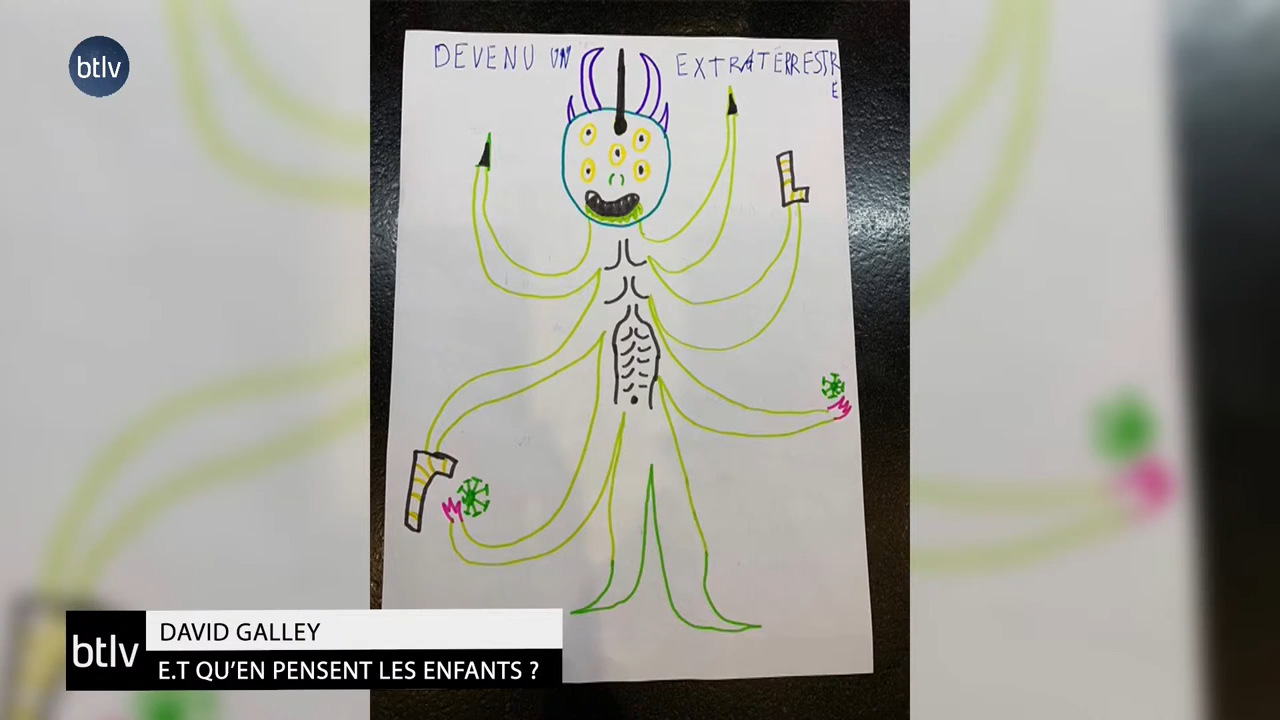 btlv
DEVENU UN EXTRATERRESTR
E
btlv
DAVID GALLEY
E.T QU'EN PENSENT LES ENFANTS ?